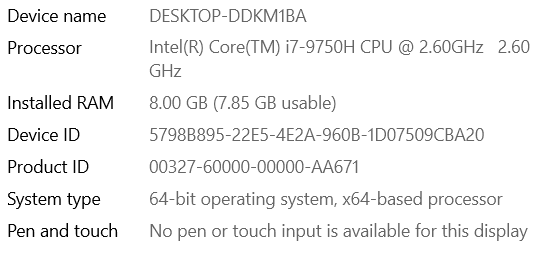 Device name DESKTOP-DDKM1BA
Processor Intel(R) Core(TM) i7-9750H CPU @ 2.60GHz 2.60
GHz
Installed RAM 8.00 GB (7.85 GB usable)
Device ID 5798B895-22E5-4E2A-960B-1D07509CBA20
Product ID 00327-60000-00000-AA671
System type 64-bit operating system, x64-based processor
Pen and touch No pen or touch input is available for this display